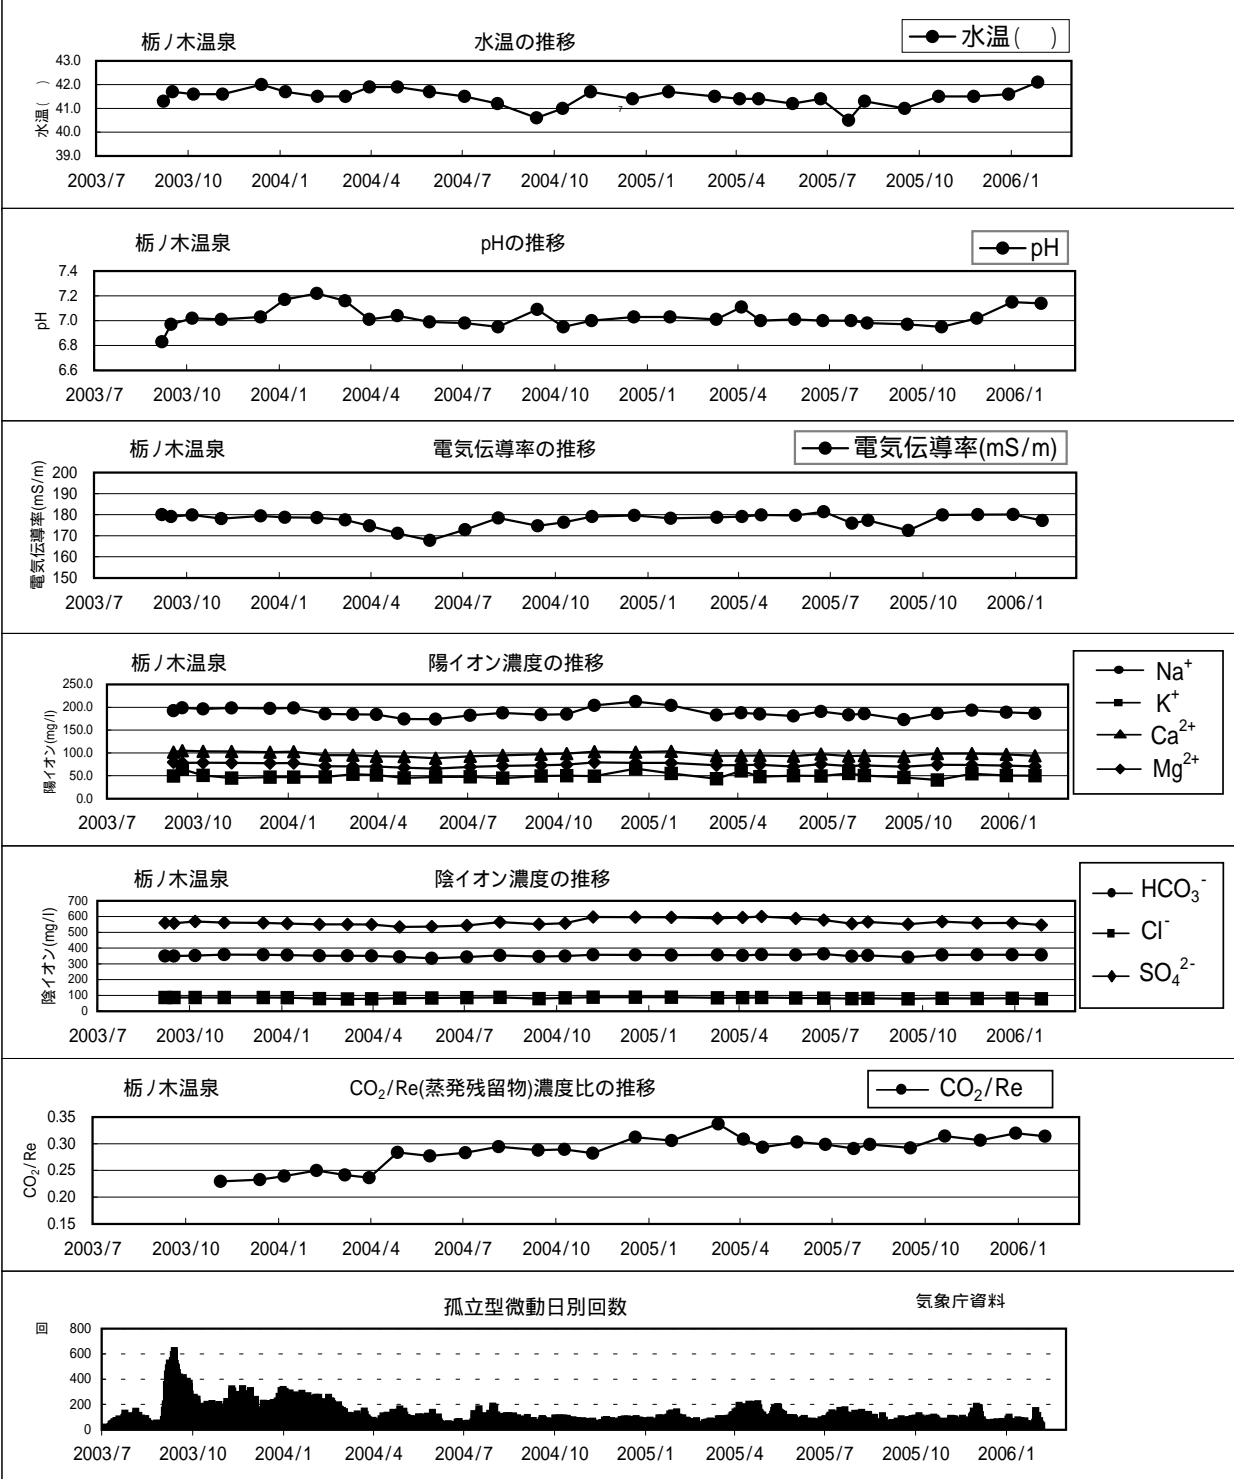 栃ノ木温泉 水温の推移 水温( )
水温( )
43.0
42.0
41.0
40.0
39.0
7
2003/7 2003/10 2004/1 2004/4 2004/7 2004/10 2005/1 2005/4 2005/7 2005/10 2006/1
栃ノ木温泉 pHの推移 pH
pH
7.4
7.2
7.0
6.8
6.6
2003/7 2003/10 2004/1 2004/4 2004/7 2004/10 2005/1 2005/4 2005/7 2005/10 2006/1
栃ノ木温泉 電気伝導率の推移 電気伝導率(mS/m)
電気伝導率(mS/m)
200
190
180
170
160
150
2003/7 2003/10 2004/1 2004/4 2004/7 2004/10 2005/1 2005/4 2005/7 2005/10 2006/1
栃ノ木温泉 陽イオン濃度の推移
Na⁺
K⁺
Ca²⁺
Mg²⁺
陽イオン(mg/l)
250.0
200.0
150.0
100.0
50.0
0.0
2003/7 2003/10 2004/1 2004/4 2004/7 2004/10 2005/1 2005/4 2005/7 2005/10 2006/1
栃ノ木温泉 陰イオン濃度の推移
HCO₃⁻
Cl⁻
SO₄²⁻
陰イオン(mg/l)
700
600
500
400
300
200
100
0
2003/7 2003/10 2004/1 2004/4 2004/7 2004/10 2005/1 2005/4 2005/7 2005/10 2006/1
栃ノ木温泉 CO₂/Re(蒸発残留物)濃度比の推移 CO₂/Re
CO₂/Re
0.35
0.30
0.25
0.20
0.15
2003/7 2003/10 2004/1 2004/4 2004/7 2004/10 2005/1 2005/4 2005/7 2005/10 2006/1
孤立型微動日別回数 気象庁資料
回
800
600
400
200
0
2003/7 2003/10 2004/1 2004/4 2004/7 2004/10 2005/1 2005/4 2005/7 2005/10 2006/1